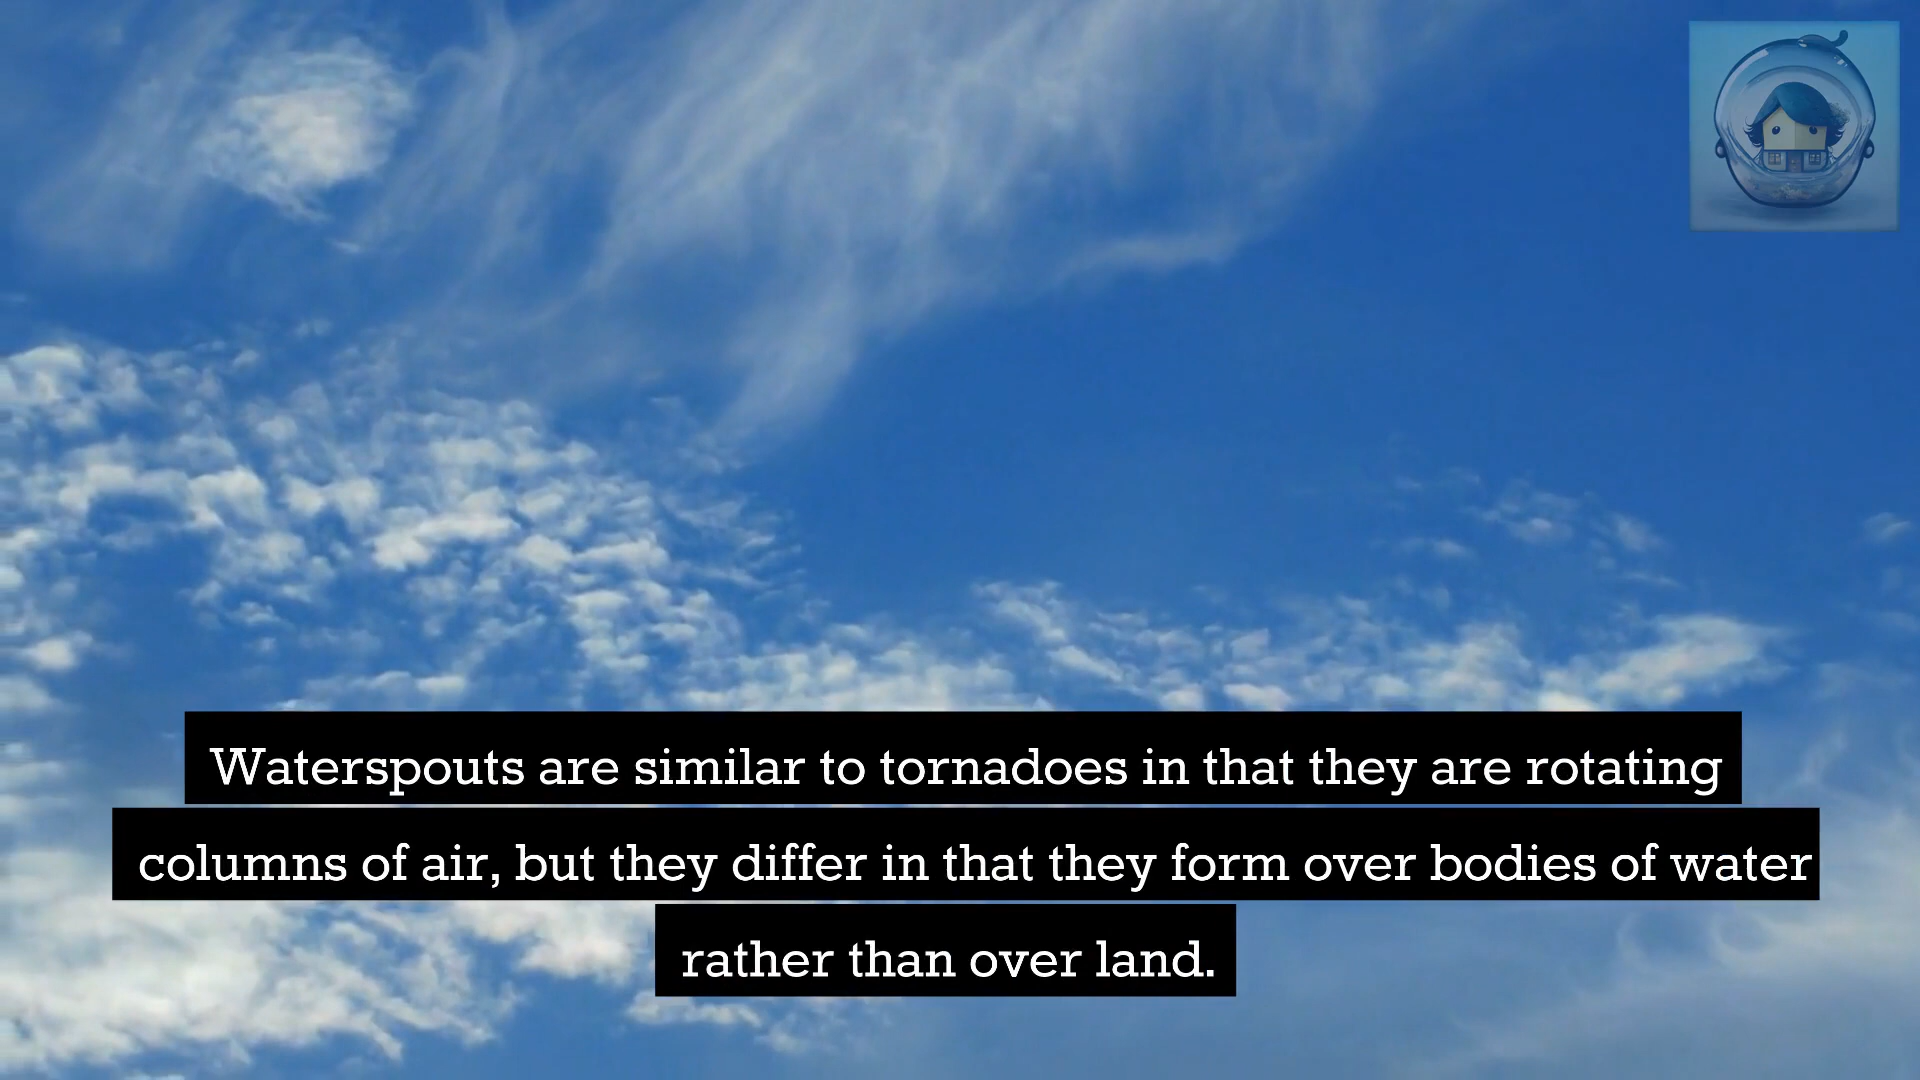 Waterspouts are similar to tornadoes in that they are rotating
columns of air, but they differ in that they form over bodies of water
rather than over land.